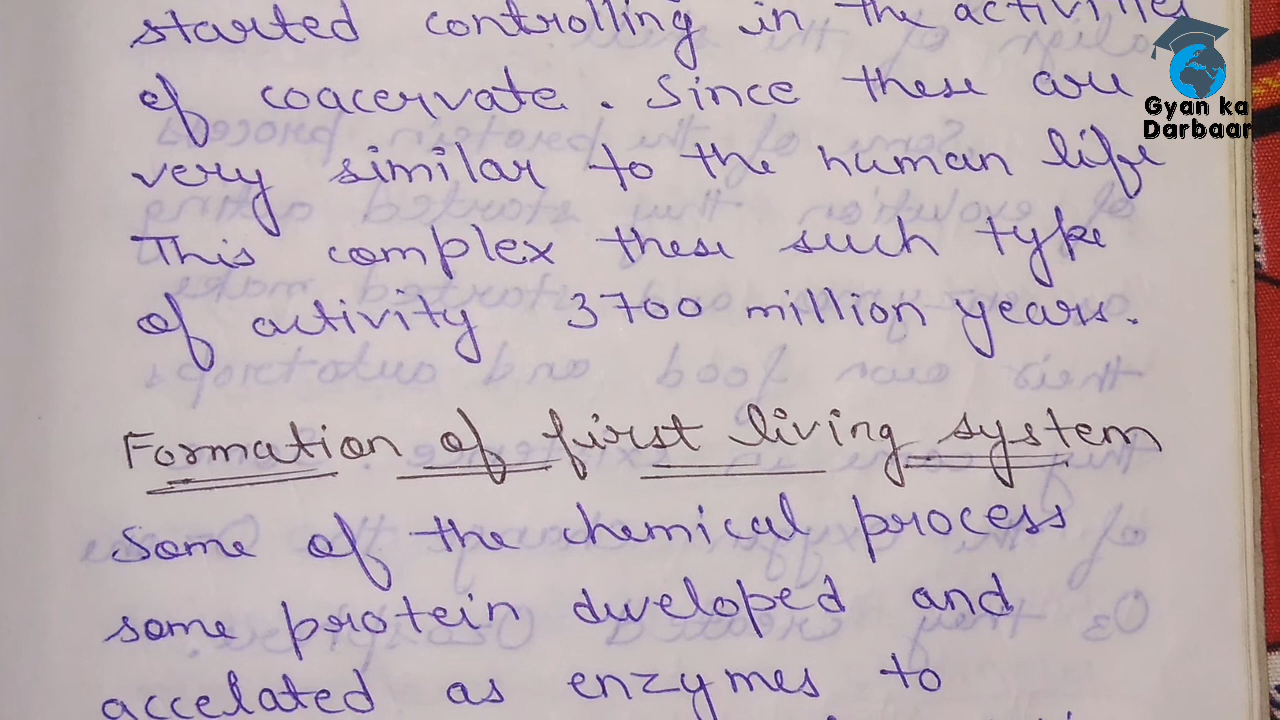 started controlling in the activities
of coacervate. Since these are
very similar to the human life
This complex these such type
of activity 3700 million years.
Formation of first living system
Some of the chemical process
some protein dveloped and
accelated as enzymes to
Gyan ka
Darbaar